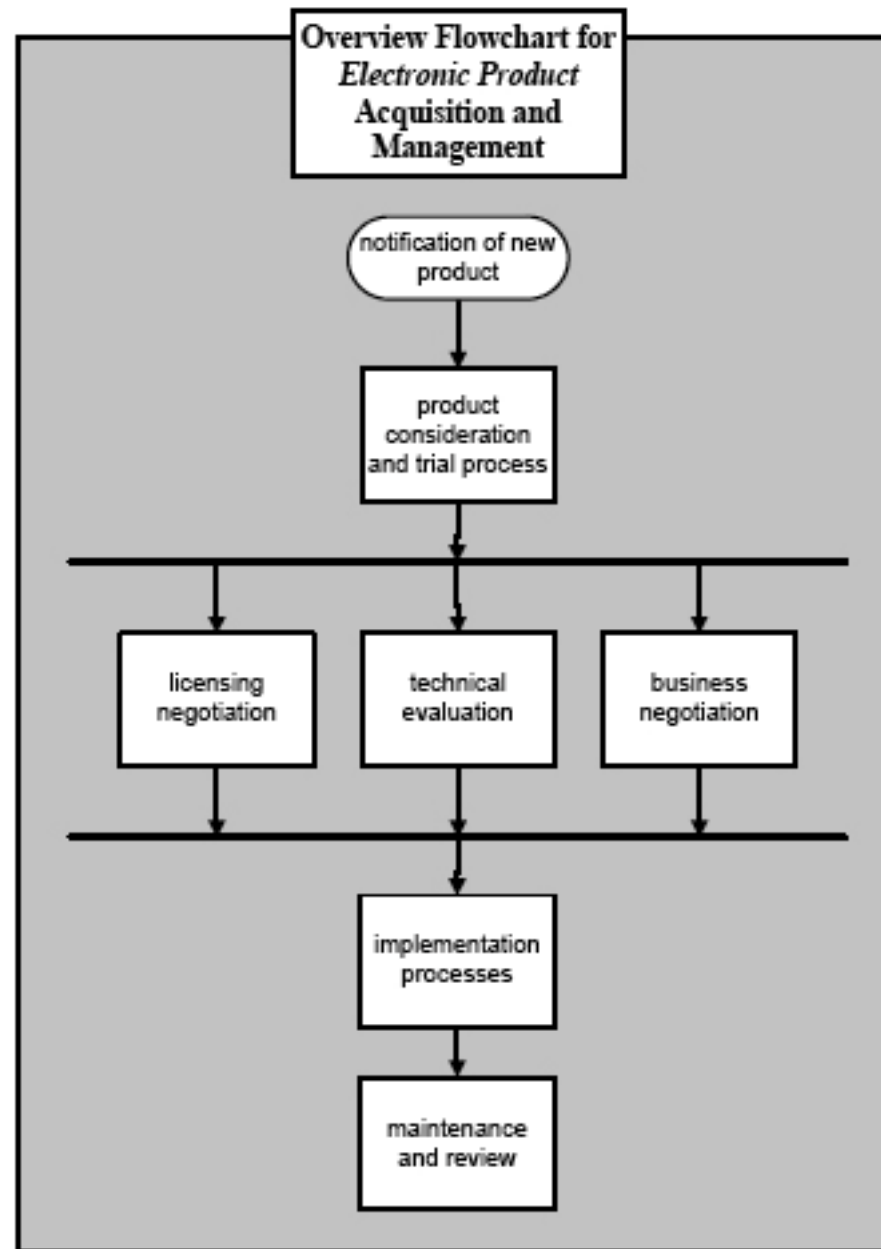 Overview Flowchart for
Electronic Product
Acquisition and
Management
notification of new
product
product
consideration
and trial process
licensing
negotiation
technical
evaluation
business
negotiation
implementation
processes
maintenance
and review